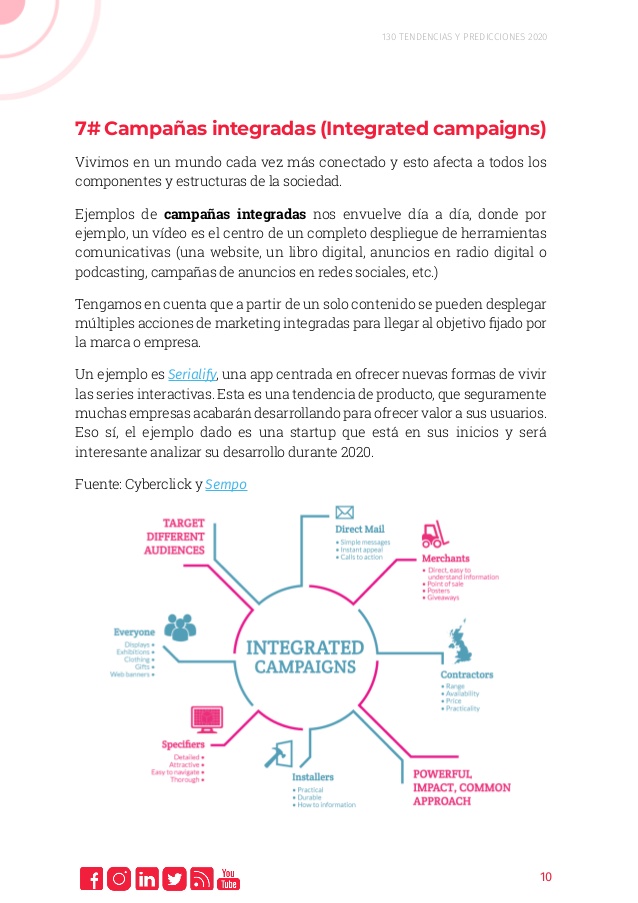 130 TENDENCIAS Y PREDICCIONES 2020
7# Campañas integradas (Integrated campaigns)
Vivimos en un mundo cada vez más conectado y esto afecta a todos los
componentes y estructuras de la sociedad.
Ejemplos de campañas integradas nos envuelve día a día, donde por
ejemplo, un vídeo es el centro de un completo despliegue de herramientas
comunicativas (una website, un libro digital, anuncios en radio digital o
podcasting, campañas de anuncios en redes sociales, etc.)
Tengamos en cuenta que a partir de un solo contenido se pueden desplegar
múltiples acciones de marketing integradas para llegar al objetivo fijado por
la marca o empresa.
Un ejemplo es Serialify, una app centrada en ofrecer nuevas formas de vivir
las series interactivas. Esta es una tendencia de producto, que seguramente
muchas empresas acabarán desarrollando para ofrecer valor a sus usuarios.
Eso sí, el ejemplo dado es una startup que está en sus inicios y será
interesante analizar su desarrollo durante 2020.
Fuente: Cyberclick y Sempo
TARGET
DIFFERENT
AUDIENCES
Direct Mail
• Simple messages
• Instant appeal
• Calls to action
Merchants
• Direct, easy to
understand information
• Point of sale
• Posters
• Giveaways
Everyone
Displays •
Exhibitions •
Clothing •
Gifts •
Web banners •
INTEGRATED
CAMPAIGNS
Contractors
• Range
• Availability
• Price
• Practicality
Specifiers
Detailed •
Attractive •
Easy to navigate •
Thorough •
Installers
• Practical
• Durable
• How to information
POWERFUL,
IMPACT, COMMON
APPROACH
You
Tube
10